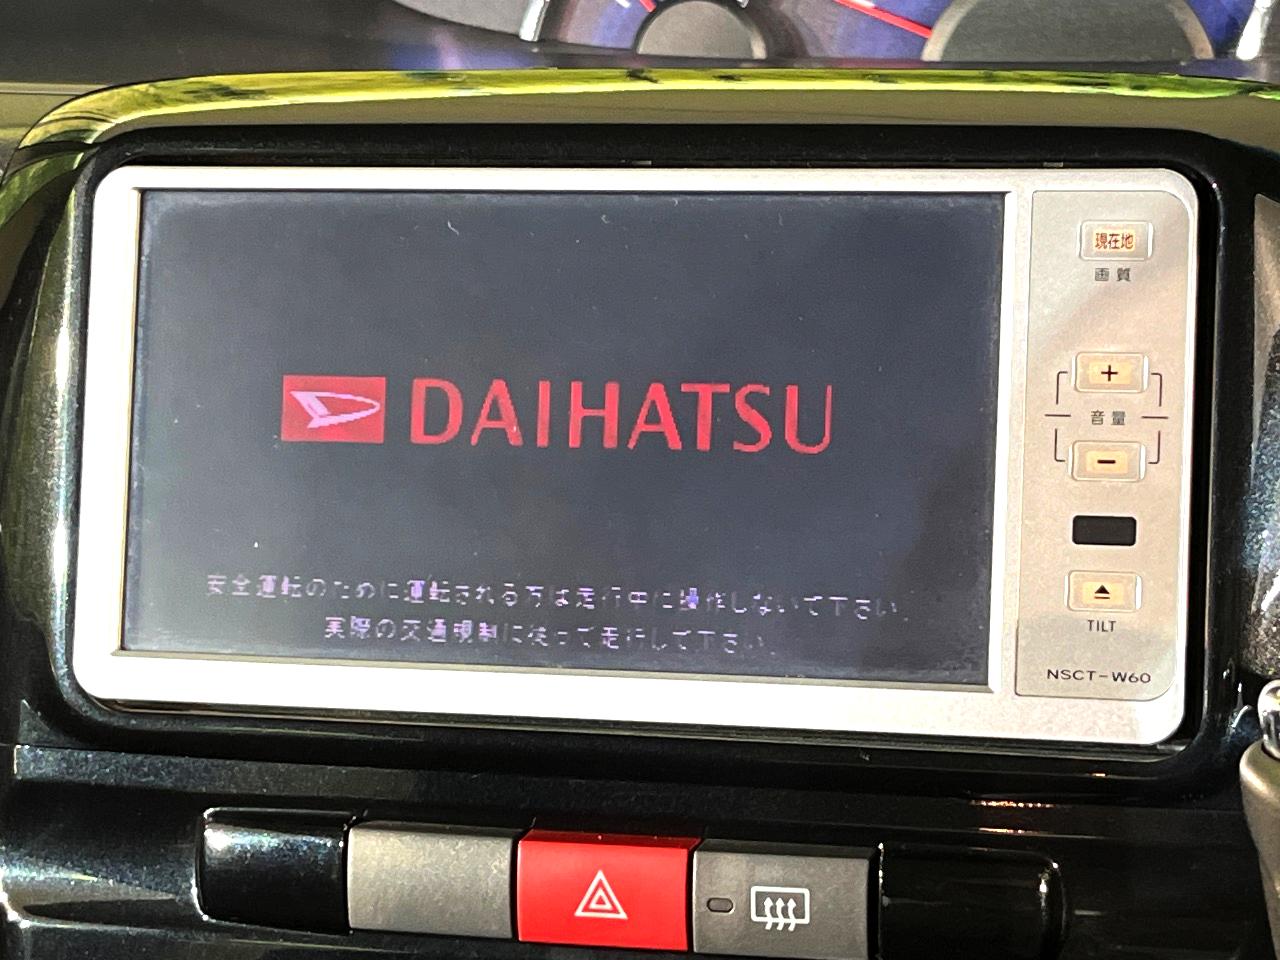 DAIHATSU
安全運転のために運転される方は走行中に操作しないで下さい。
実際の交通規制に従って走行して下さい。
現在地
画質
+
音量
-
TILT
NSCT-W60